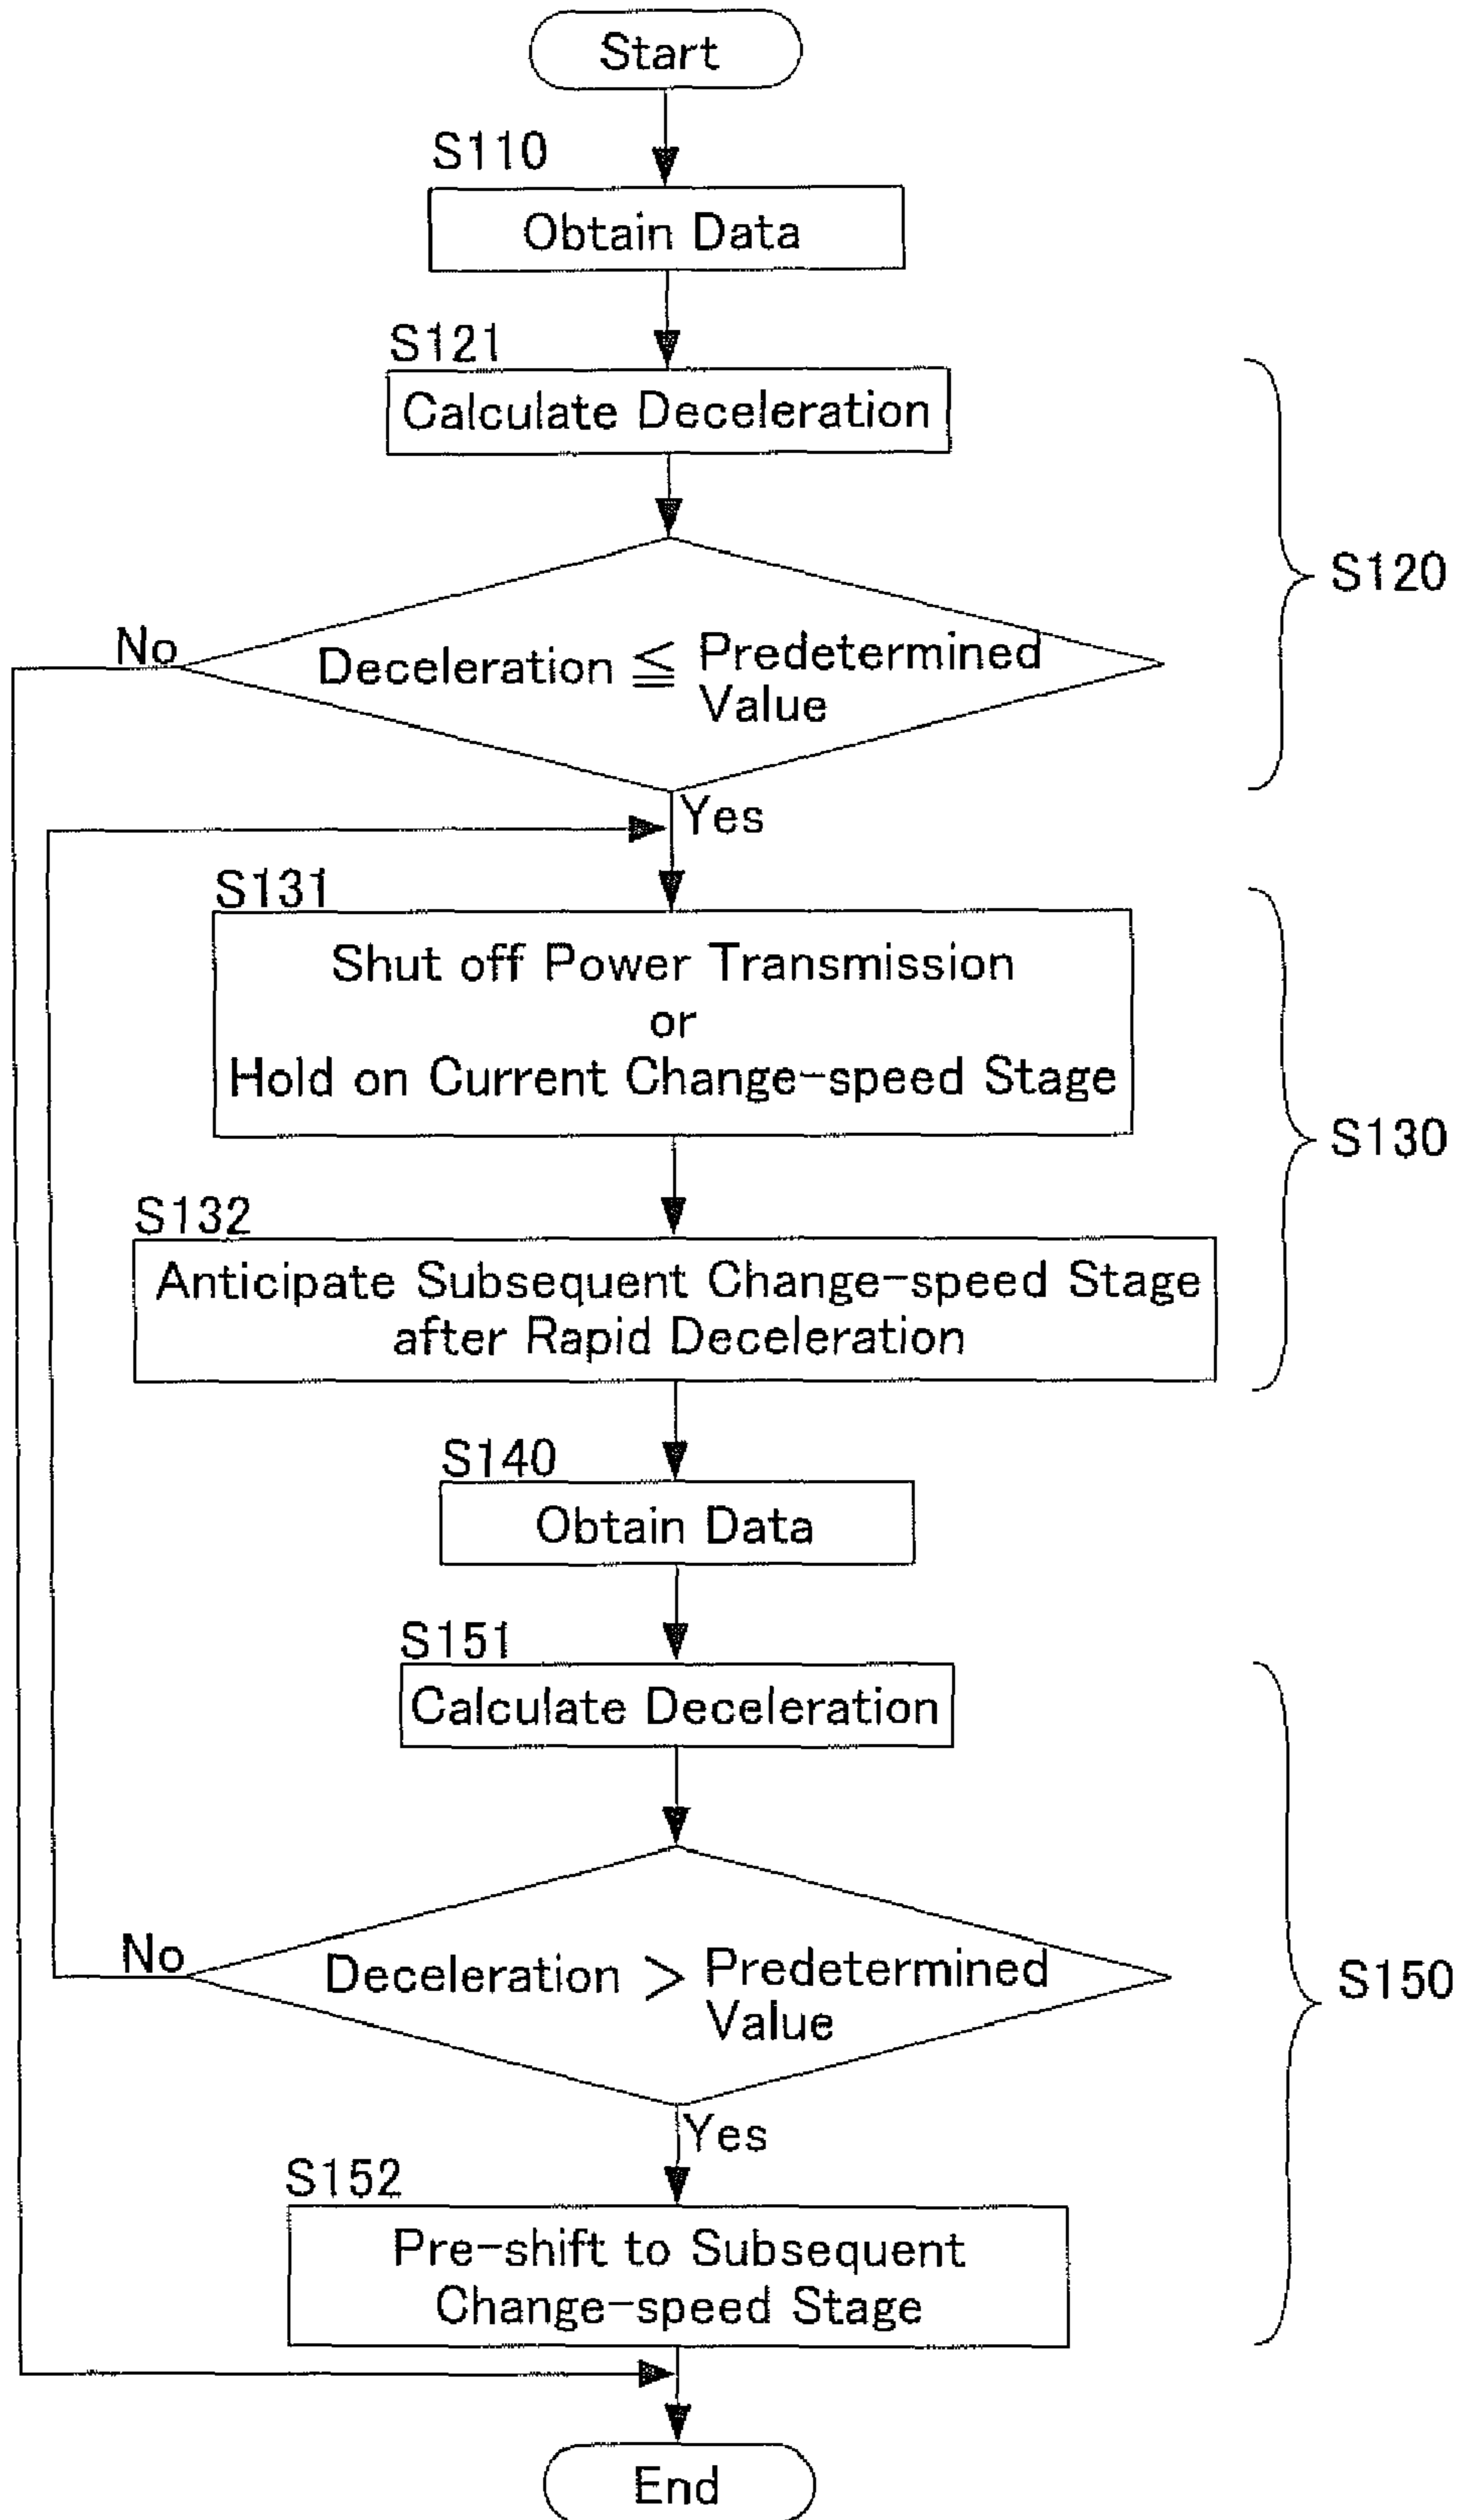 Start
S110
Obtain Data
S121
Calculate Deceleration
S120
No
Deceleration ≦ Predetermined
Value
Yes
S131
Shut off Power Transmission
or
Hold on Current Change-speed Stage
S130
S132
Anticipate Subsequent Change-speed Stage
after Rapid Deceleration
S140
Obtain Data
S151
Calculate Deceleration
No
Deceleration > Predetermined
Value
S150
Yes
S152
Pre-shift to Subsequent
Change-speed Stage
End